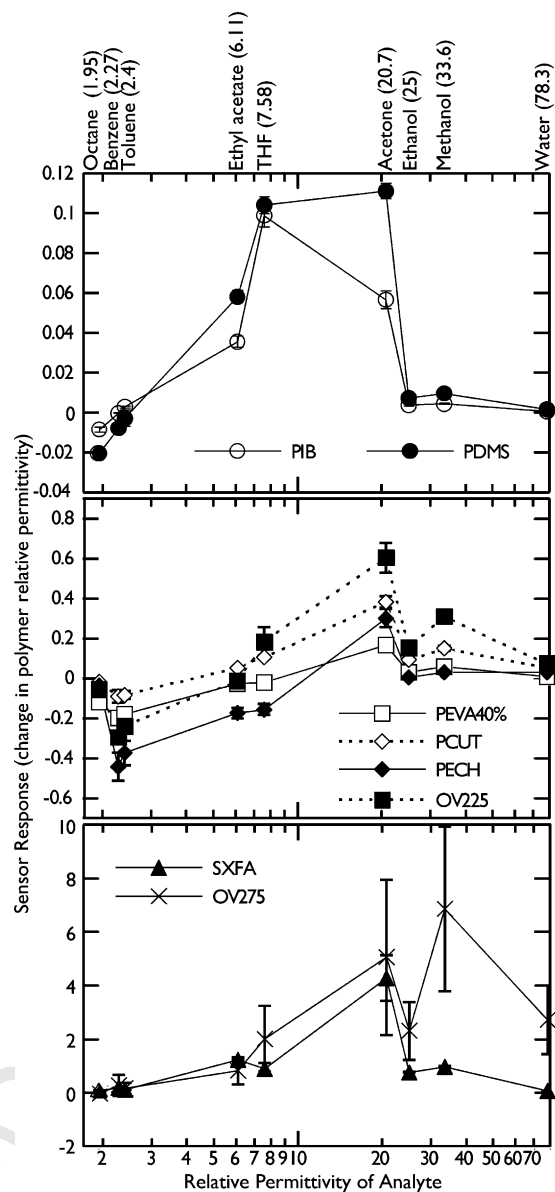 Octane (1.95)
Benzene (2.27)
Toluene (2.4)
Ethyl acetate (6.11)
THF (7.58)
Acetone (20.7)
Ethanol (25)
Methanol (33.6)
Water (78.3)
Sensor Response (change in polymer relative permittivity)
0.12
0.1
0.08
0.06
0.04
0.02
0
-0.02
-0.04
PIB
PDMS
0.8
0.6
0.4
0.2
0
-0.2
-0.4
-0.6
PEVA40%
PCUT
PECH
OV225
10
8
6
4
2
0
-2
SXFA
OV275
2 3 4 5 6 7 8 9 10 20 30 40 50 60 70
Relative Permittivity of Analyte